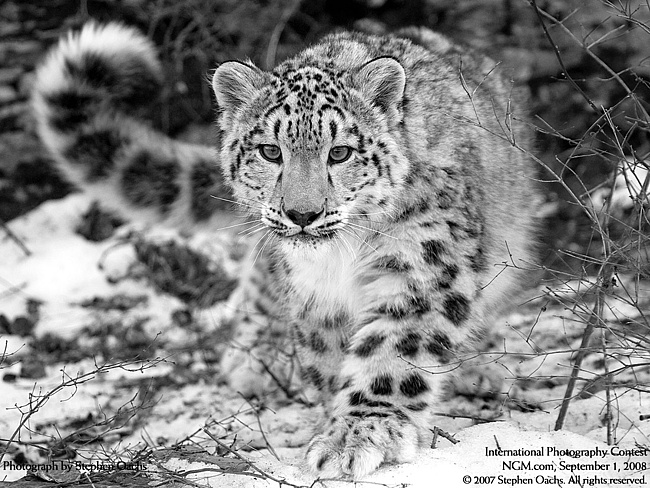 Photograph by Stephen Oachs
International Photography Contest
NGM.com, September 1, 2008
© 2007 Stephen Oachs. All rights reserved.